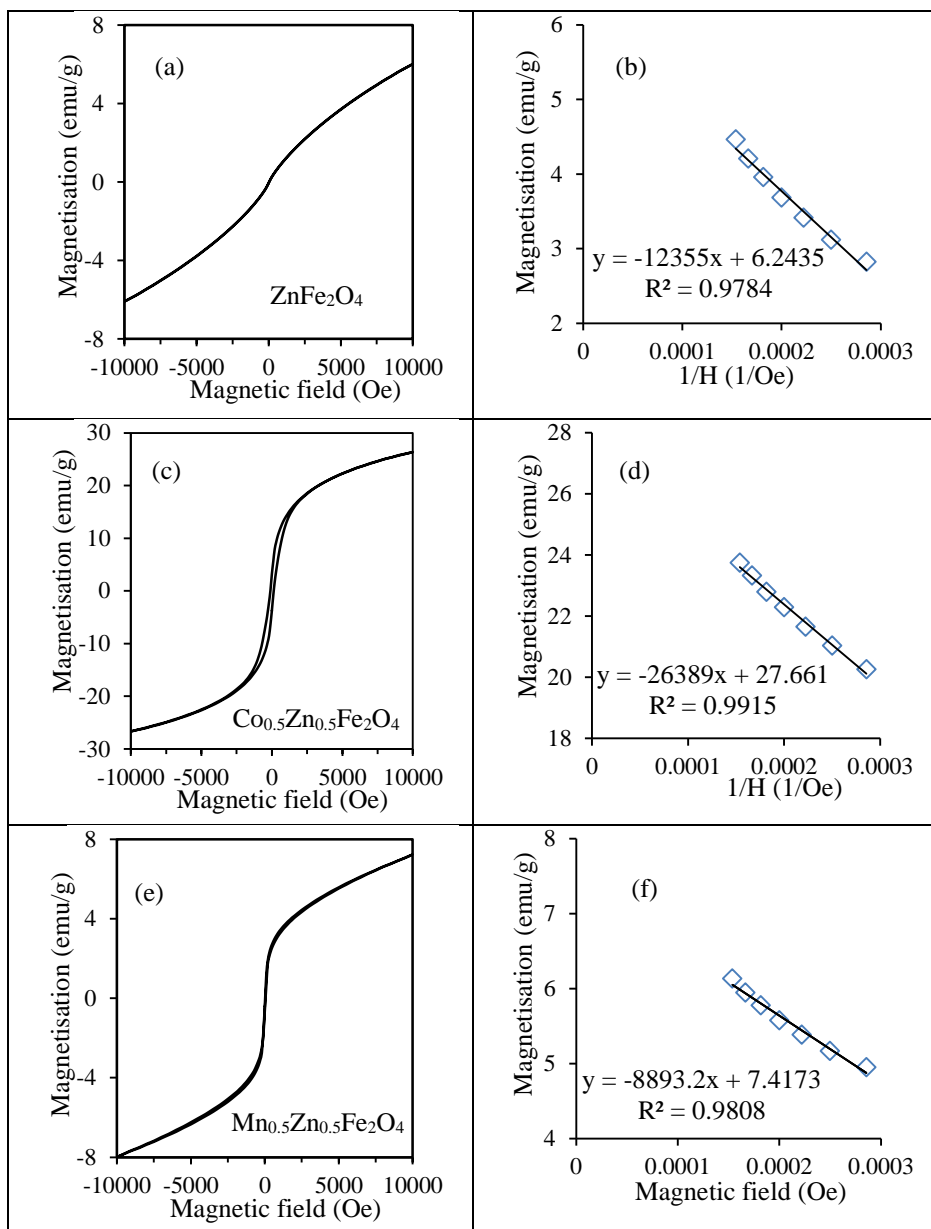 Magnetisation (emu/g)
8
4
0
-4
-8
(a)
ZnFe₂O₄
-10000 -5000 0 5000 10000
Magnetic field (Oe)
Magnetisation (emu/g)
6
5
4
3
2
(b)
y = -12355x + 6.2435
R² = 0.9784
0 0.0001 0.0002 0.0003
1/H (1/Oe)
Magnetisation (emu/g)
30
20
10
0
-10
-20
-30
(c)
Co₀.₅Zn₀.₅Fe₂O₄
-10000 -5000 0 5000 10000
Magnetic field (Oe)
Magnetisation (emu/g)
28
26
24
22
20
18
(d)
y = -26389x + 27.661
R² = 0.9915
0 0.0001 0.0002 0.0003
1/H (1/Oe)
Magnetisation (emu/g)
8
4
0
-4
-8
(e)
Mn₀.₅Zn₀.₅Fe₂O₄
-10000 -5000 0 5000 10000
Magnetic field (Oe)
Magnetisation (emu/g)
8
7
6
5
4
(f)
y = -8893.2x + 7.4173
R² = 0.9808
0 0.0001 0.0002 0.0003
Magnetic field (Oe)